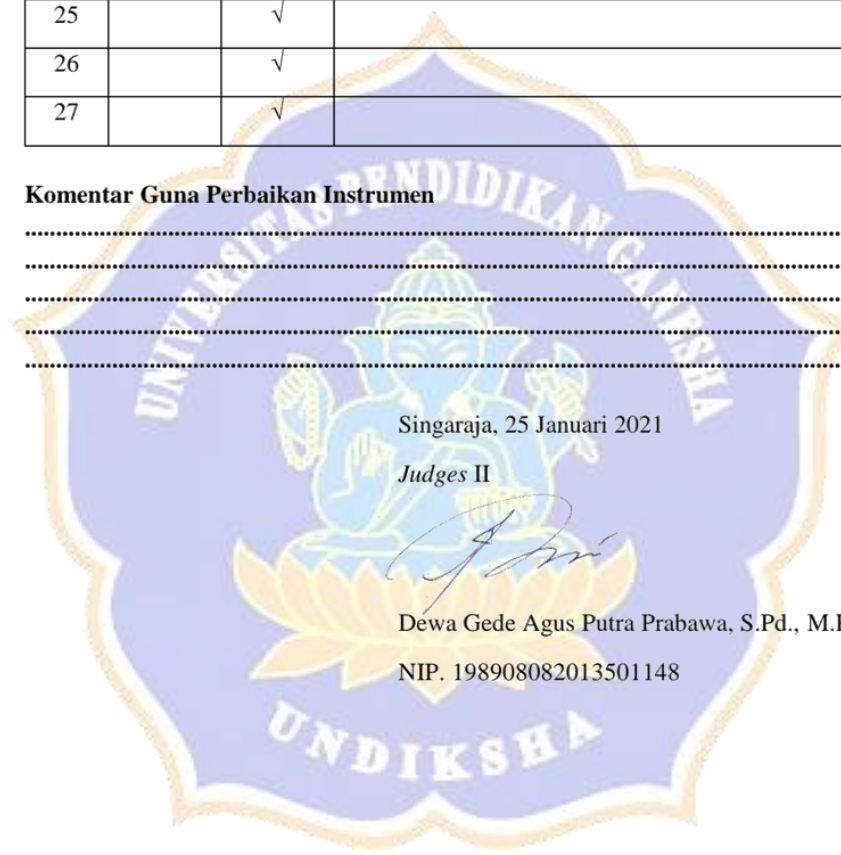 25 √
26 √
27 √
Komentar Guna Perbaikan Instrumen
UNIVERSITAS PENDIDIKAN GANESHA
Singaraja, 25 Januari 2021
Judges II
Dewa Gede Agus Putra Prabawa, S.Pd., M.P
NIP. 198908082013501148
UNDIKSHA